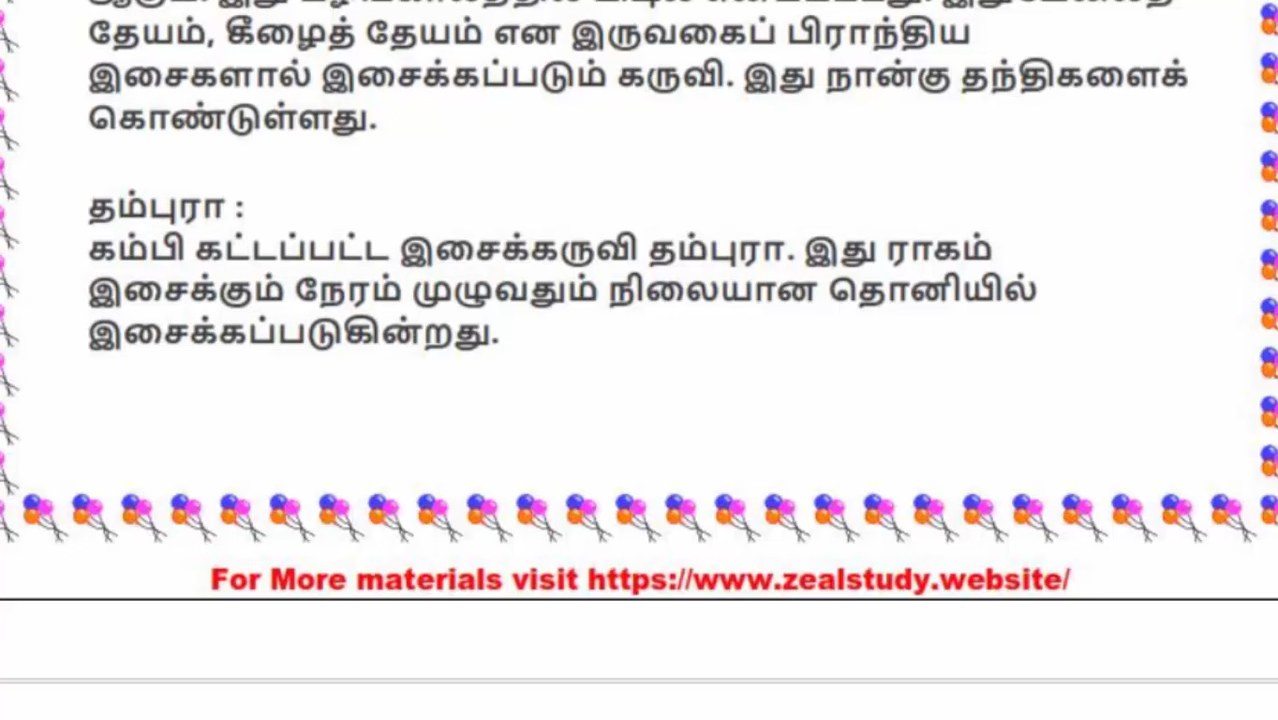 தேயம், கீழைத் தேயம் என இருவகைப் பிராந்திய
இசைகளால் இசைக்கப்படும் கருவி. இது நான்கு தந்திகளைக்
கொண்டுள்ளது.
தம்புரா :
கம்பி கட்டப்பட்ட இசைக்கருவி தம்புரா. இது ராகம்
இசைக்கும் நேரம் முழுவதும் நிலையான தொனியில்
இசைக்கப்படுகின்றது.
For More materials visit https://www.zealstudy.website/